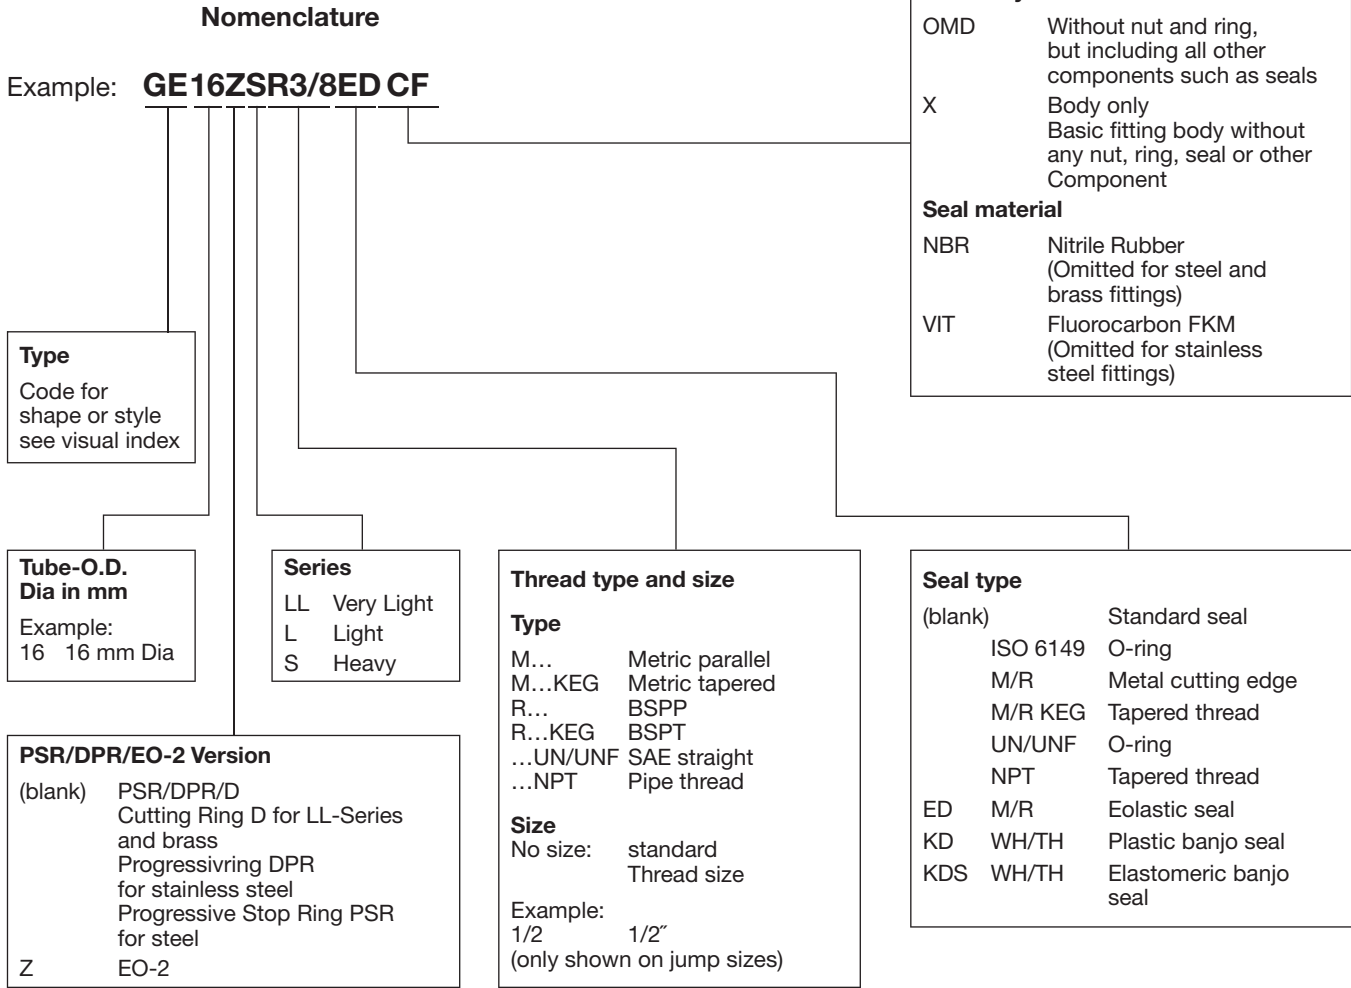 Nomenclature
Example: GE16ZSR3/8ED CF
OMD Without nut and ring,
but including all other
components such as seals
X Body only
Basic fitting body without
any nut, ring, seal or other
Component
Seal material
NBR Nitrile Rubber
(Omitted for steel and
brass fittings)
VIT Fluorocarbon FKM
(Omitted for stainless
steel fittings)
Type
Code for
shape or style
see visual index
Tube-O.D.
Dia in mm
Example:
16 16 mm Dia
Series
LL Very Light
L Light
S Heavy
PSR/DPR/EO-2 Version
(blank) PSR/DPR/D
Cutting Ring D for LL-Series
and brass
Progressivring DPR
for stainless steel
Progressive Stop Ring PSR
for steel
Z EO-2
Thread type and size
Type
M… Metric parallel
M…KEG Metric tapered
R… BSPP
R…KEG BSPT
…UN/UNF SAE straight
…NPT Pipe thread
Size
No size: standard
Thread size
Example:
1/2 1/2″
(only shown on jump sizes)
Seal type
(blank) Standard seal
ISO 6149 O-ring
M/R Metal cutting edge
M/R KEG Tapered thread
UN/UNF O-ring
NPT Tapered thread
ED M/R Eolastic seal
KD WH/TH Plastic banjo seal
KDS WH/TH Elastomeric banjo
seal